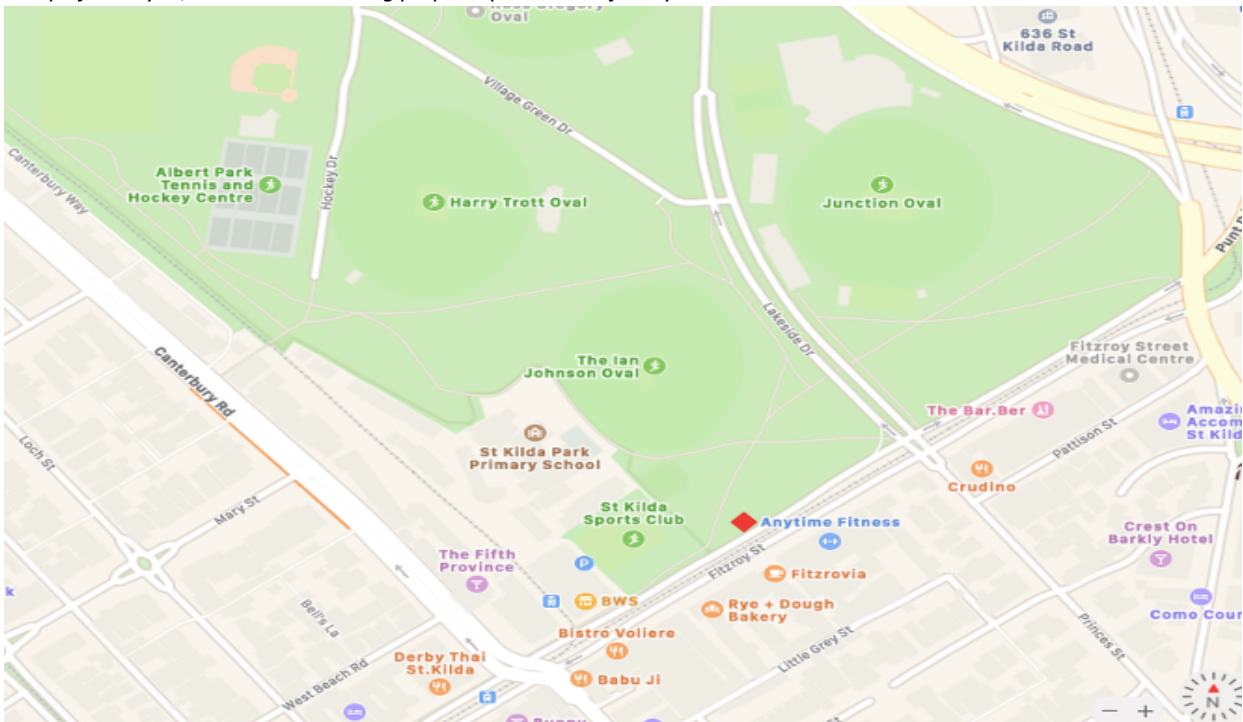 Oval
636 St
Kilda Road
Village Green Dr
Canterbury Way
Albert Park
Tennis and
Hockey Centre
Hockey Dr
Harry Trott Oval
Junction Oval
Lakeside Dr
Fitzroy Street
Medical Centre
Canterbury Rd
The Ian
Johnson Oval
The Bar.Ber
Pattison St
St Kilda Park
Primary School
Crudino
Loch St
Mary St
St Kilda
Sports Club
Anytime Fitness
Crest On
Barkly Hotel
The Fifth
Province
P
Fitzroy St
Fitzrovia
BWS
Rye + Dough
Bakery
Bell's La
Bistro Voliere
Little Grey St
Princes St
Derby Thai
St.Kilda
West Beach Rd
Babu Ji
N